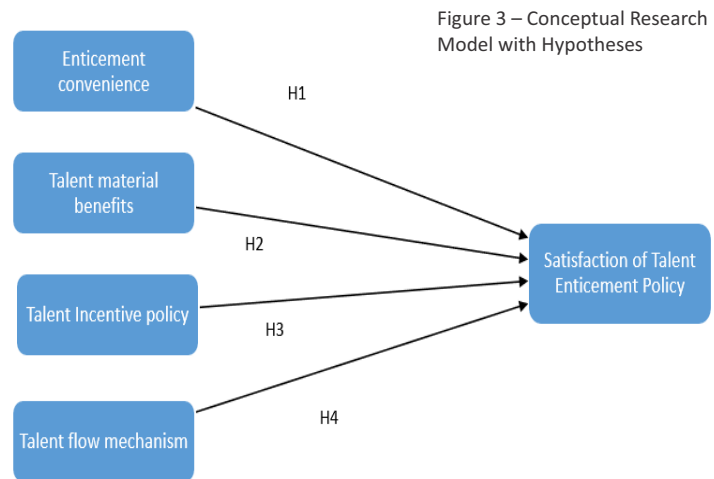 Figure 3 – Conceptual Research
Model with Hypotheses
Enticement
convenience
H1
Talent material
benefits
H2
Satisfaction of Talent
Enticement Policy
Talent Incentive policy
H3
Talent flow mechanism
H4